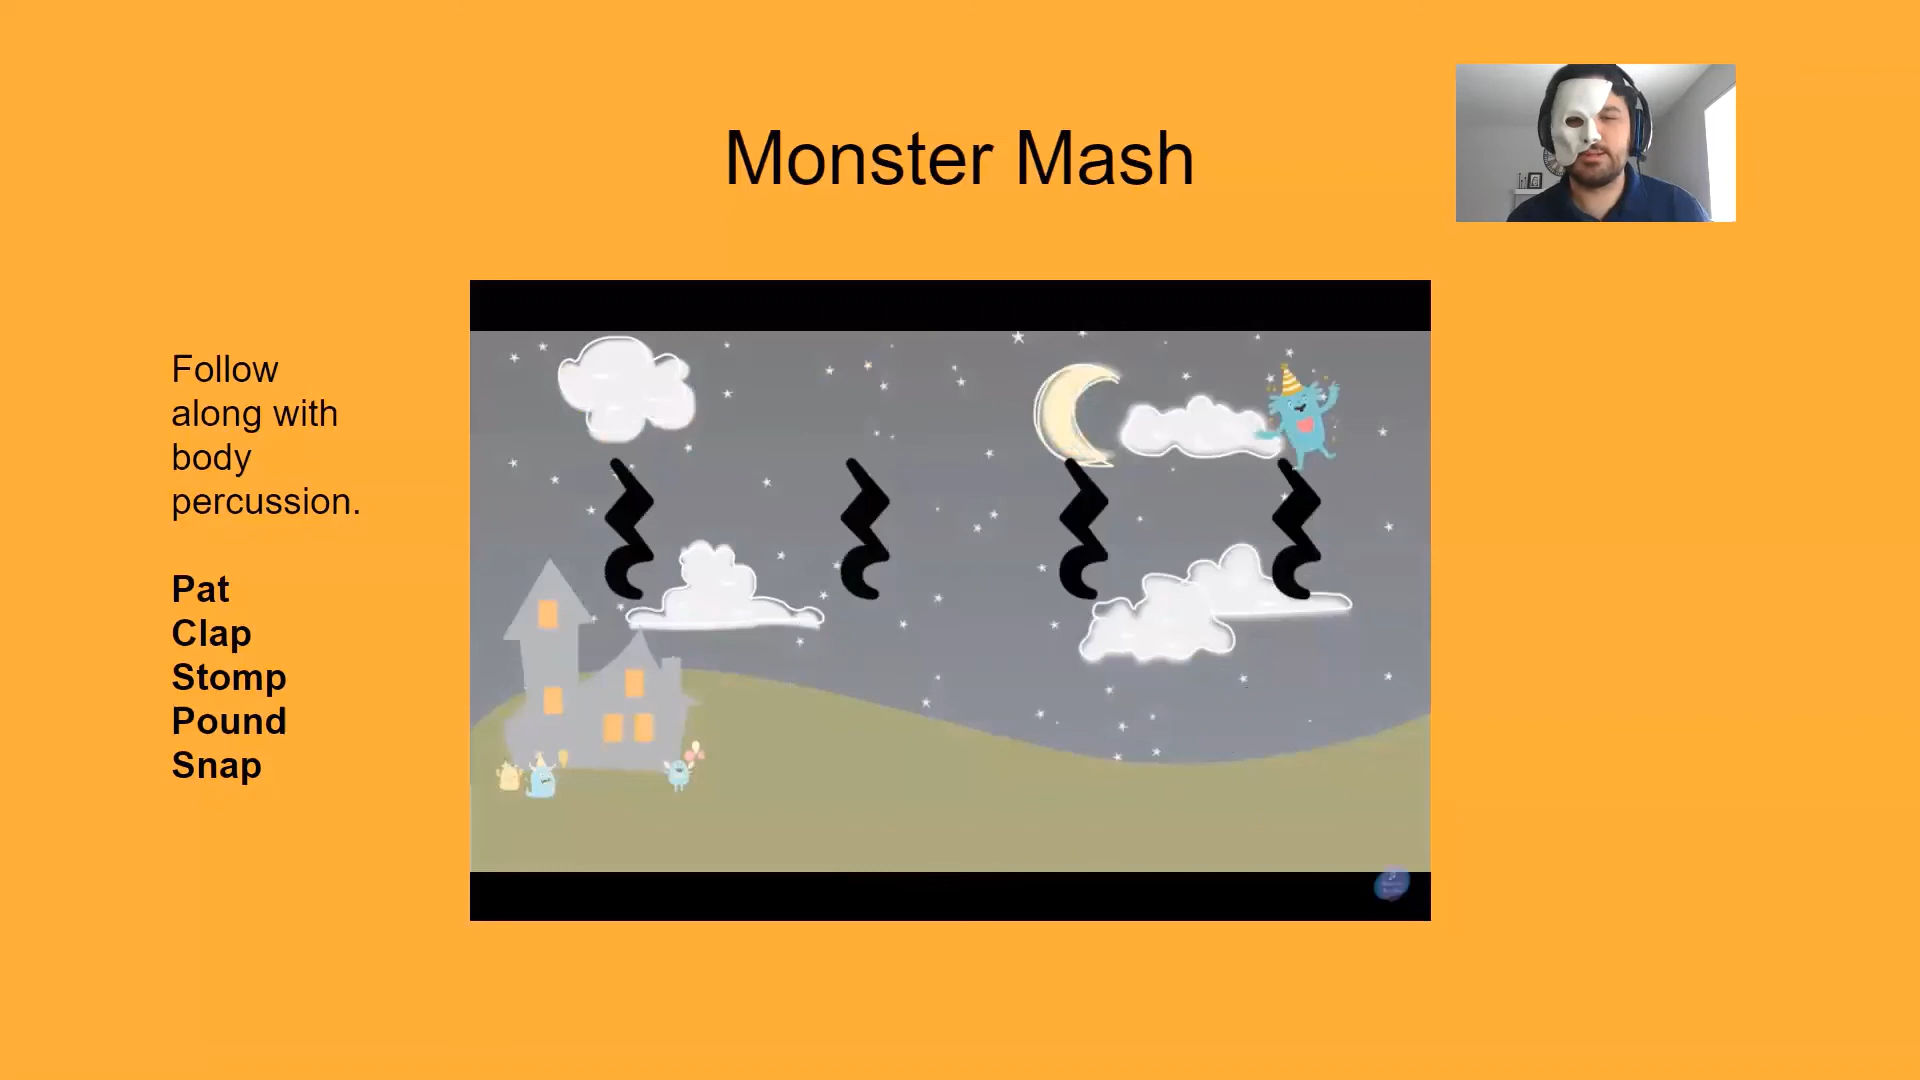 Monster Mash
Follow
along with
body
percussion.
Pat
Clap
Stomp
Pound
Snap